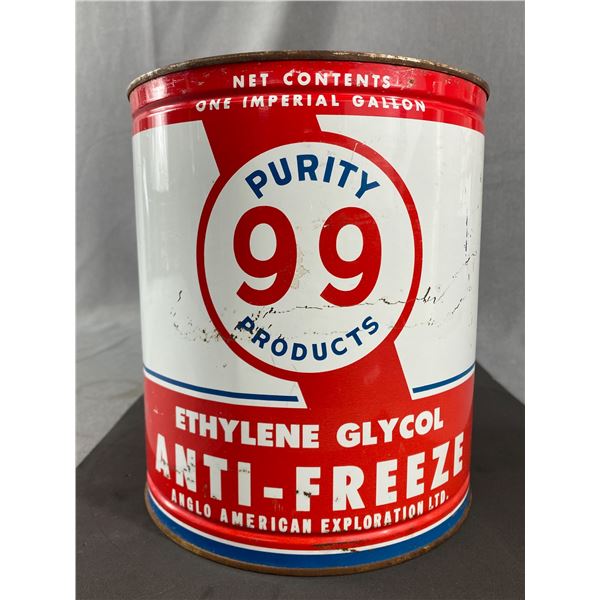 NET CONTENTS
ONE IMPERIAL GALLON
PURITY
99
PRODUCTS
ETHYLENE GLYCOL
ANTI-FREEZE
ANGLO AMERICAN EXPLORATION LTD.